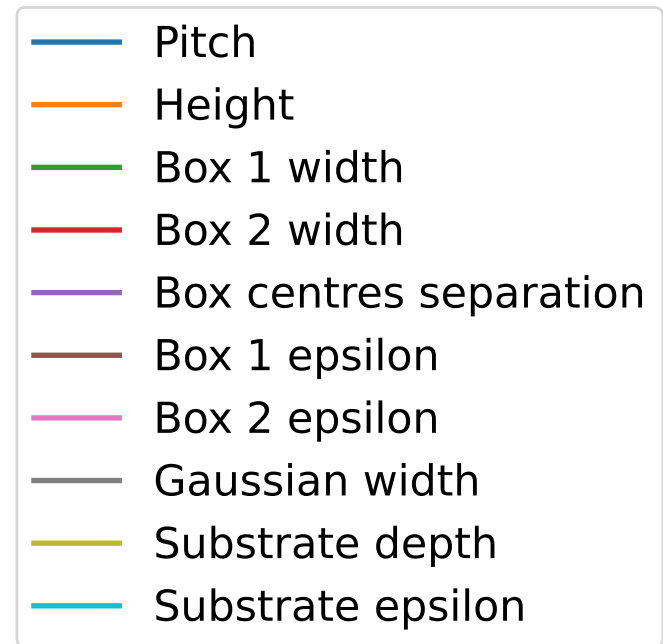 Pitch
Height
Box 1 width
Box 2 width
Box centres separation
Box 1 epsilon
Box 2 epsilon
Gaussian width
Substrate depth
Substrate epsilon